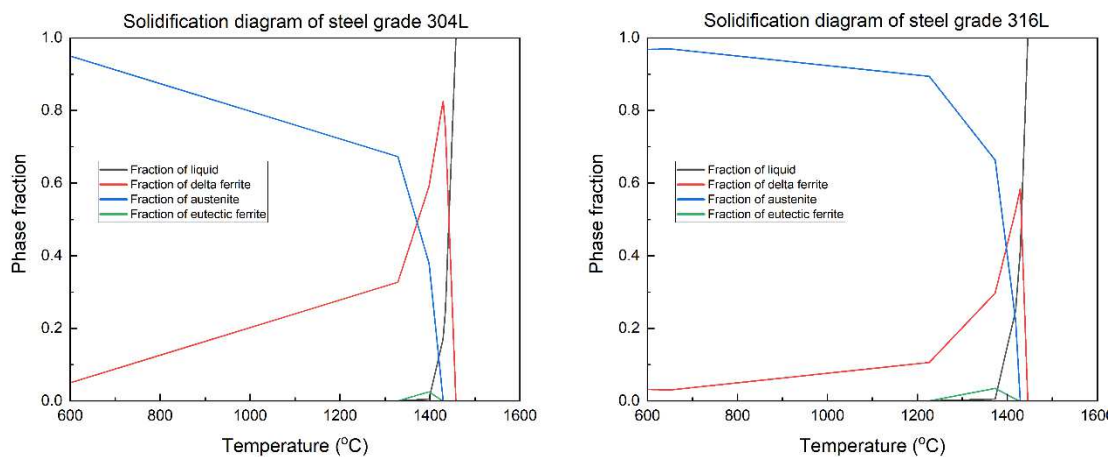 Solidification diagram of steel grade 304L
1.0
0.8
0.6
0.4
0.2
0.0
Phase fraction
Fraction of liquid
Fraction of delta ferrite
Fraction of austenite
Fraction of eutectic ferrite
600 800 1000 1200 1400 1600
Temperature (°C)
Solidification diagram of steel grade 316L
1.0
0.8
0.6
0.4
0.2
0.0
Phase fraction
Fraction of liquid
Fraction of delta ferrite
Fraction of austenite
Fraction of eutectic ferrite
600 800 1000 1200 1400 1600
Temperature (°C)